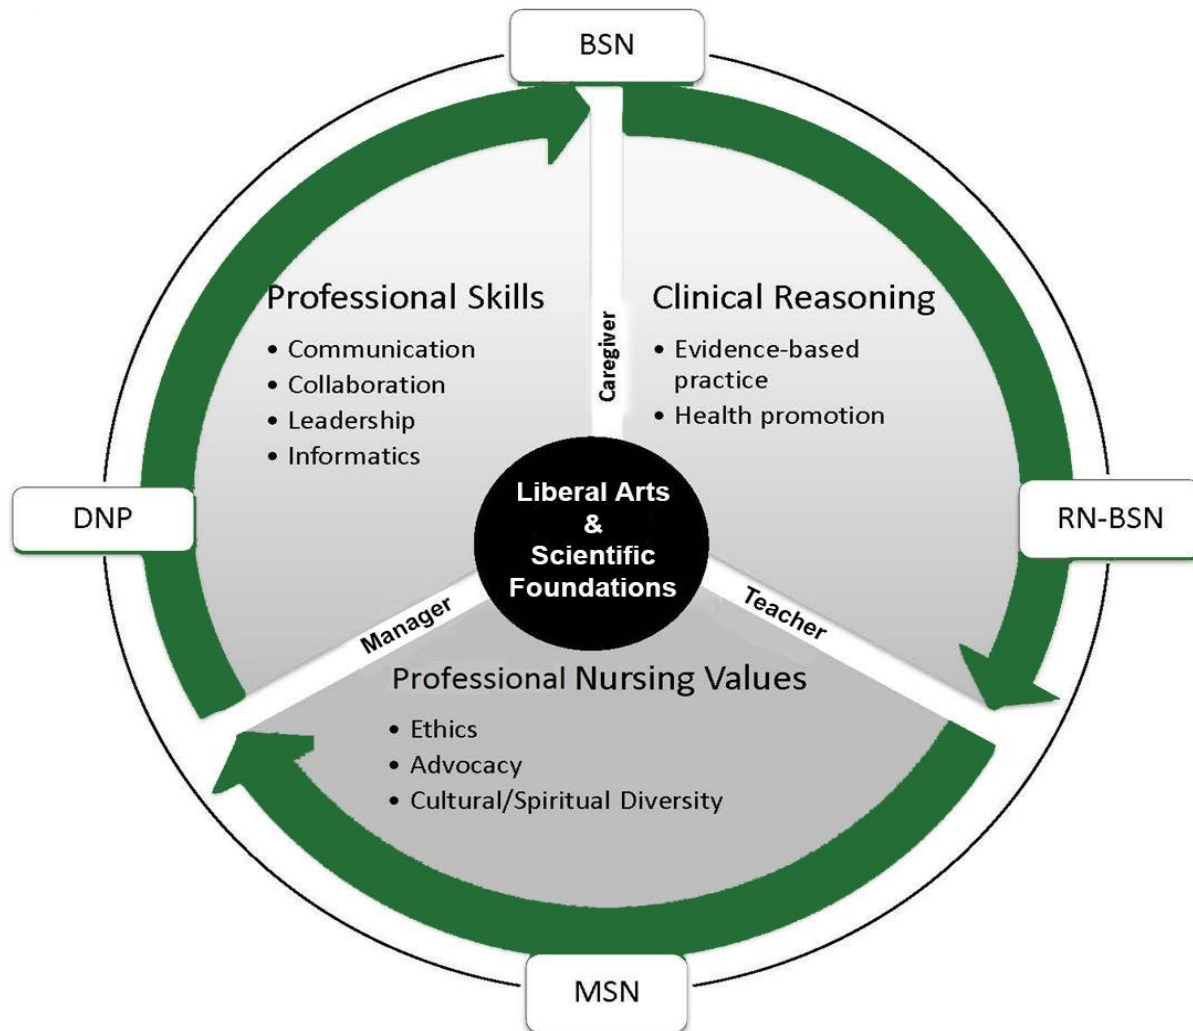 BSN
Professional Skills
• Communication
• Collaboration
• Leadership
• Informatics
Caregiver
Clinical Reasoning
• Evidence-based
practice
• Health promotion
DNP
Liberal Arts
&
Scientific
Foundations
RN-BSN
Manager
Teacher
Professional Nursing Values
• Ethics
• Advocacy
• Cultural/Spiritual Diversity
MSN